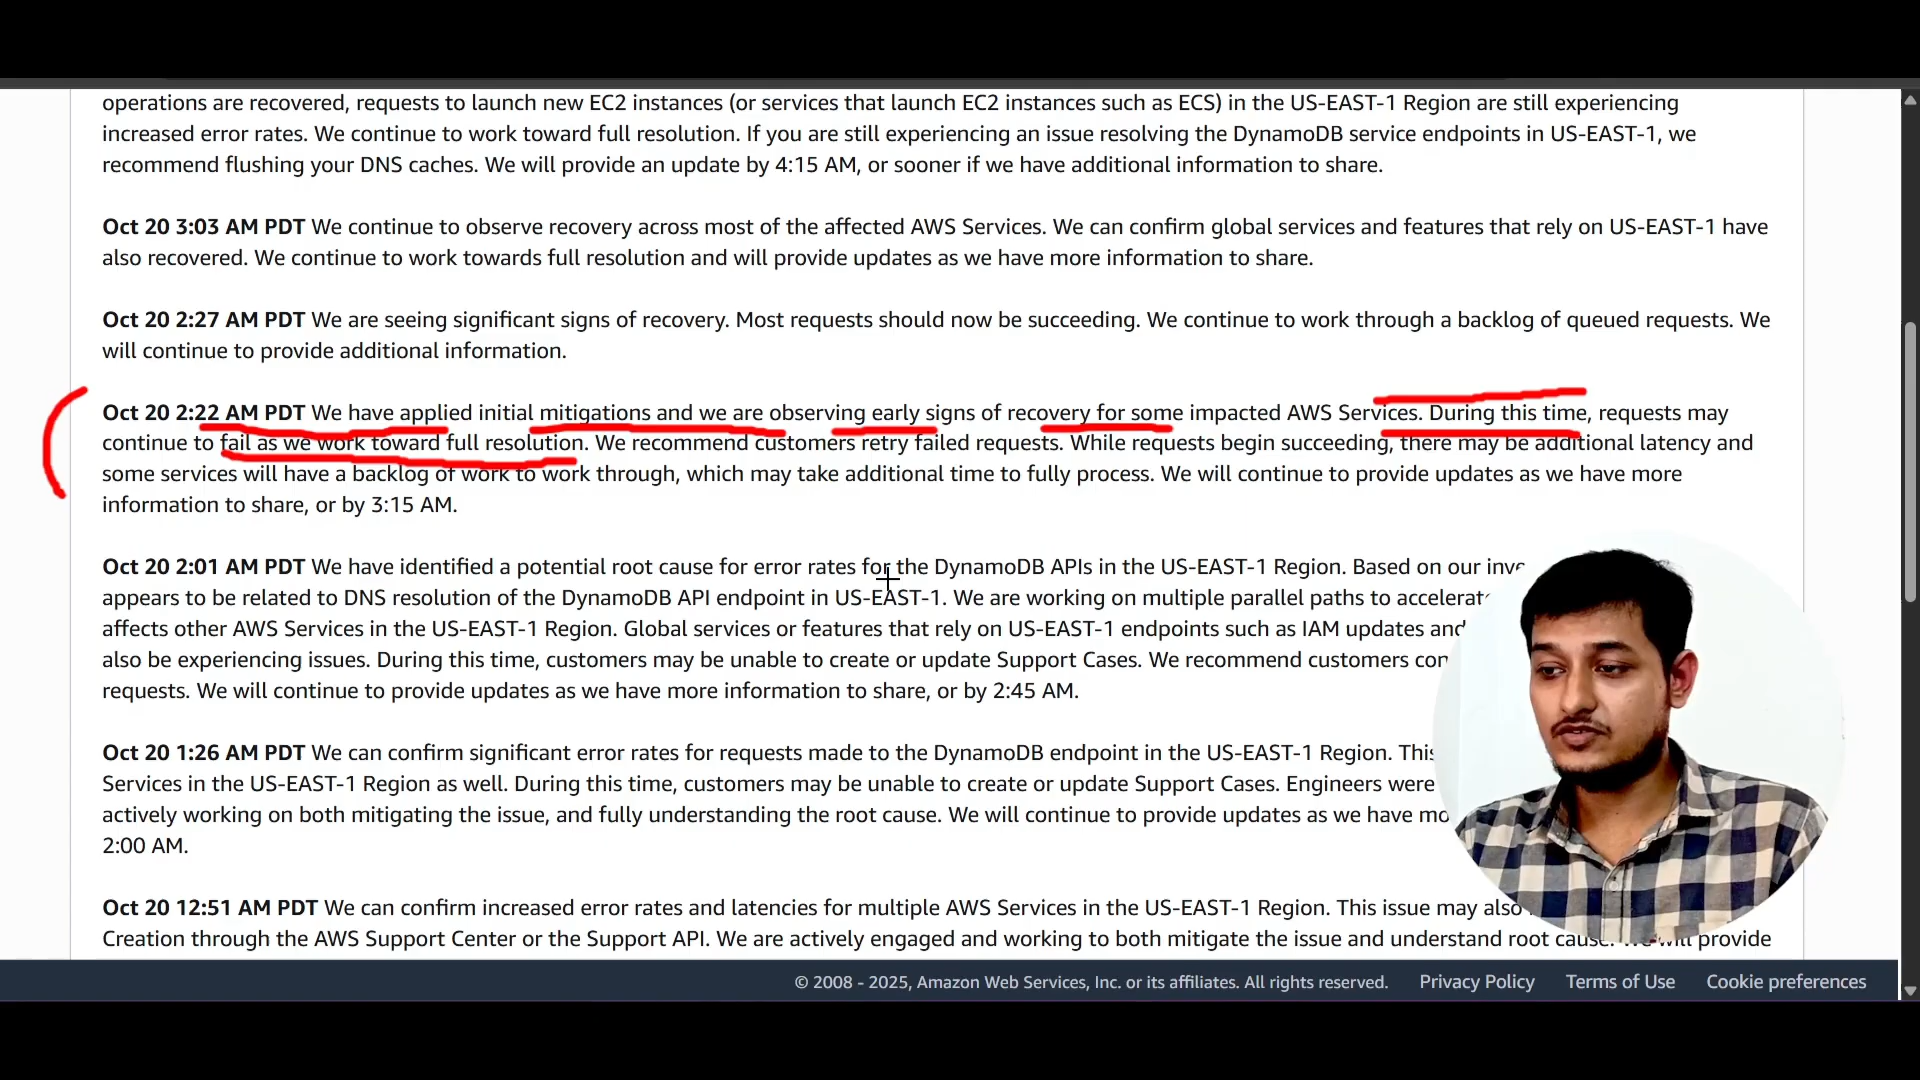 operations are recovered, requests to launch new EC2 instances (or services that launch EC2 instances such as ECS) in the US-EAST-1 Region are still experiencing
increased error rates. We continue to work toward full resolution. If you are still experiencing an issue resolving the DynamoDB service endpoints in US-EAST-1, we
recommend flushing your DNS caches. We will provide an update by 4:15 AM, or sooner if we have additional information to share.
Oct 20 3:03 AM PDT We continue to observe recovery across most of the affected AWS Services. We can confirm global services and features that rely on US-EAST-1 have
also recovered. We continue to work towards full resolution and will provide updates as we have more information to share.
Oct 20 2:27 AM PDT We are seeing significant signs of recovery. Most requests should now be succeeding. We continue to work through a backlog of queued requests. We
will continue to provide additional information.
Oct 20 2:22 AM PDT We have applied initial mitigations and we are observing early signs of recovery for some impacted AWS Services. During this time, requests may
continue to fail as we work toward full resolution. We recommend customers retry failed requests. While requests begin succeeding, there may be additional latency and
some services will have a backlog of work to work through, which may take additional time to fully process. We will continue to provide updates as we have more
information to share, or by 3:15 AM.
Oct 20 2:01 AM PDT We have identified a potential root cause for error rates for the DynamoDB APIs in the US-EAST-1 Region. Based on our
appears to be related to DNS resolution of the DynamoDB API endpoint in US-EAST-1. We are working on multiple parallel paths to
affects other AWS Services in the US-EAST-1 Region. Global services or features that rely on US-EAST-1 endpoints such as IAM updates and
also be experiencing issues. During this time, customers may be unable to create or update Support Cases. We recommend customers
requests. We will continue to provide updates as we have more information to share, or by 2:45 AM.
Oct 20 1:26 AM PDT We can confirm significant error rates for requests made to the DynamoDB endpoint in the US-EAST-1 Region. This
Services in the US-EAST-1 Region as well. During this time, customers may be unable to create or update Support Cases. Engineers were
actively working on both mitigating the issue, and fully understanding the root cause. We will continue to provide updates as we have
2:00 AM.
Oct 20 12:51 AM PDT We can confirm increased error rates and latencies for multiple AWS Services in the US-EAST-1 Region. This issue may also
Creation through the AWS Support Center or the Support API. We are actively engaged and working to both mitigate the issue and understand root cause. We will provide
© 2008 - 2025, Amazon Web Services, Inc. or its affiliates. All rights reserved. Privacy Policy Terms of Use Cookie preferences